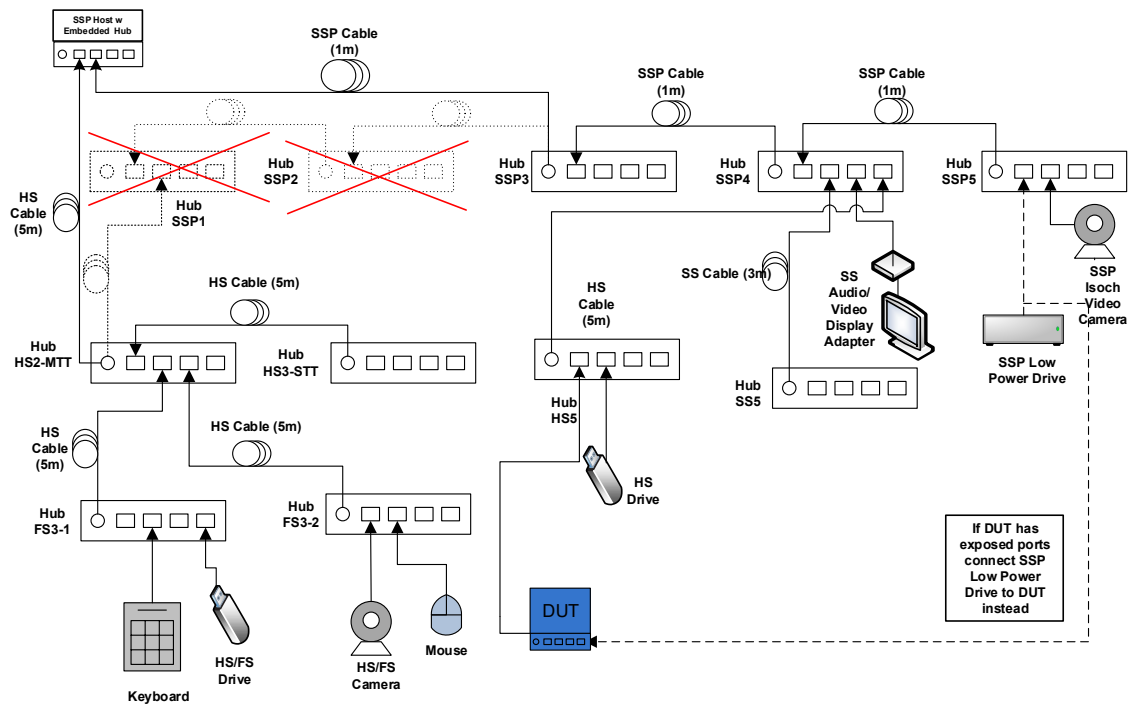 SSP Host w
Embedded Hub
SSP Cable
(1m)
SSP Cable
(1m)
SSP Cable
(1m)
Hub
SSP2
Hub
SSP3
Hub
SSP4
Hub
SSP5
HS
Cable
(5m)
Hub
SSP1
HS Cable (5m)
HS
Cable
(5m)
SS Cable (3m)
SS
Audio/
Video
Display
Adapter
SSP
Isoch
Video
Camera
SSP Low
Power Drive
Hub
HS2-MTT
Hub
HS3-STT
Hub
HS5
Hub
SS5
HS
Cable
(5m)
HS Cable (5m)
HS
Drive
Hub
FS3-1
Hub
FS3-2
If DUT has
exposed ports
connect SSP
Low Power
Drive to DUT
instead
DUT
Keyboard
HS/FS
Drive
HS/FS
Camera
Mouse